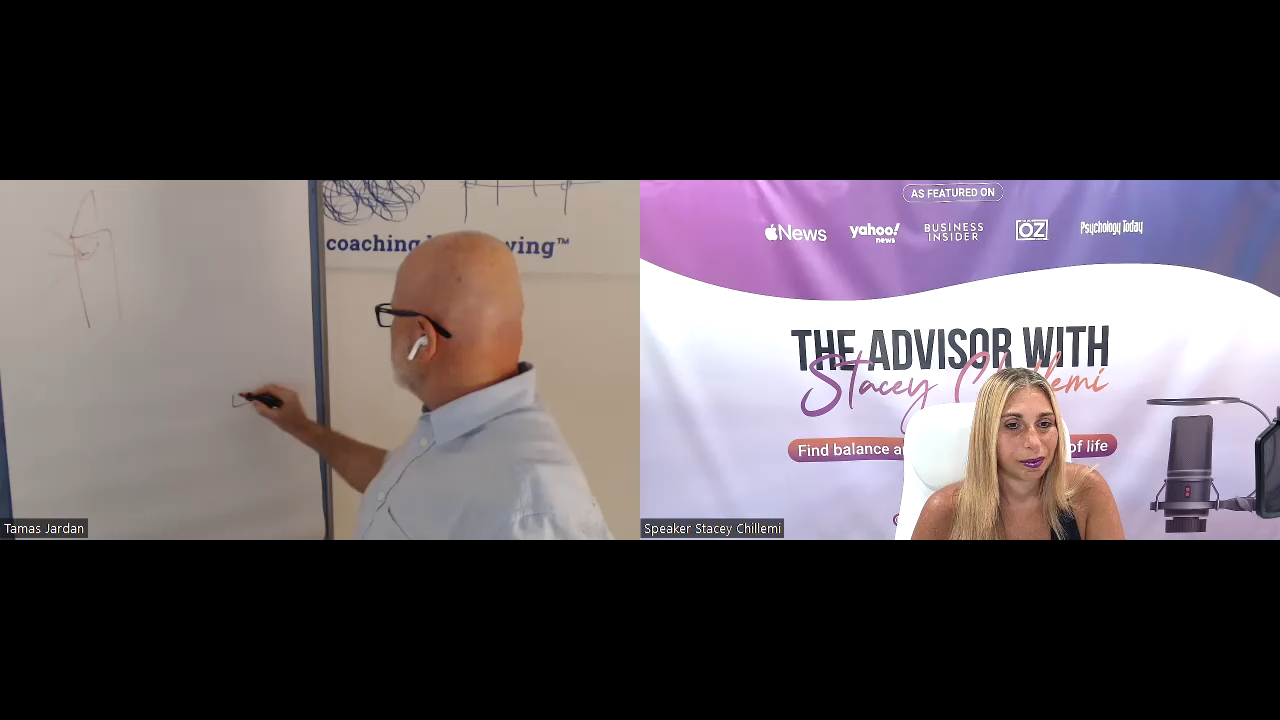 coaching
wing™
Tamas Jardan
AS FEATURED ON
News
yahoo!
news
BUSINESS
INSIDER
OZ
Psychology Today
THE ADVISOR WITH
Stacey Chillemi
Find balance
of life
Speaker Stacey Chillemi